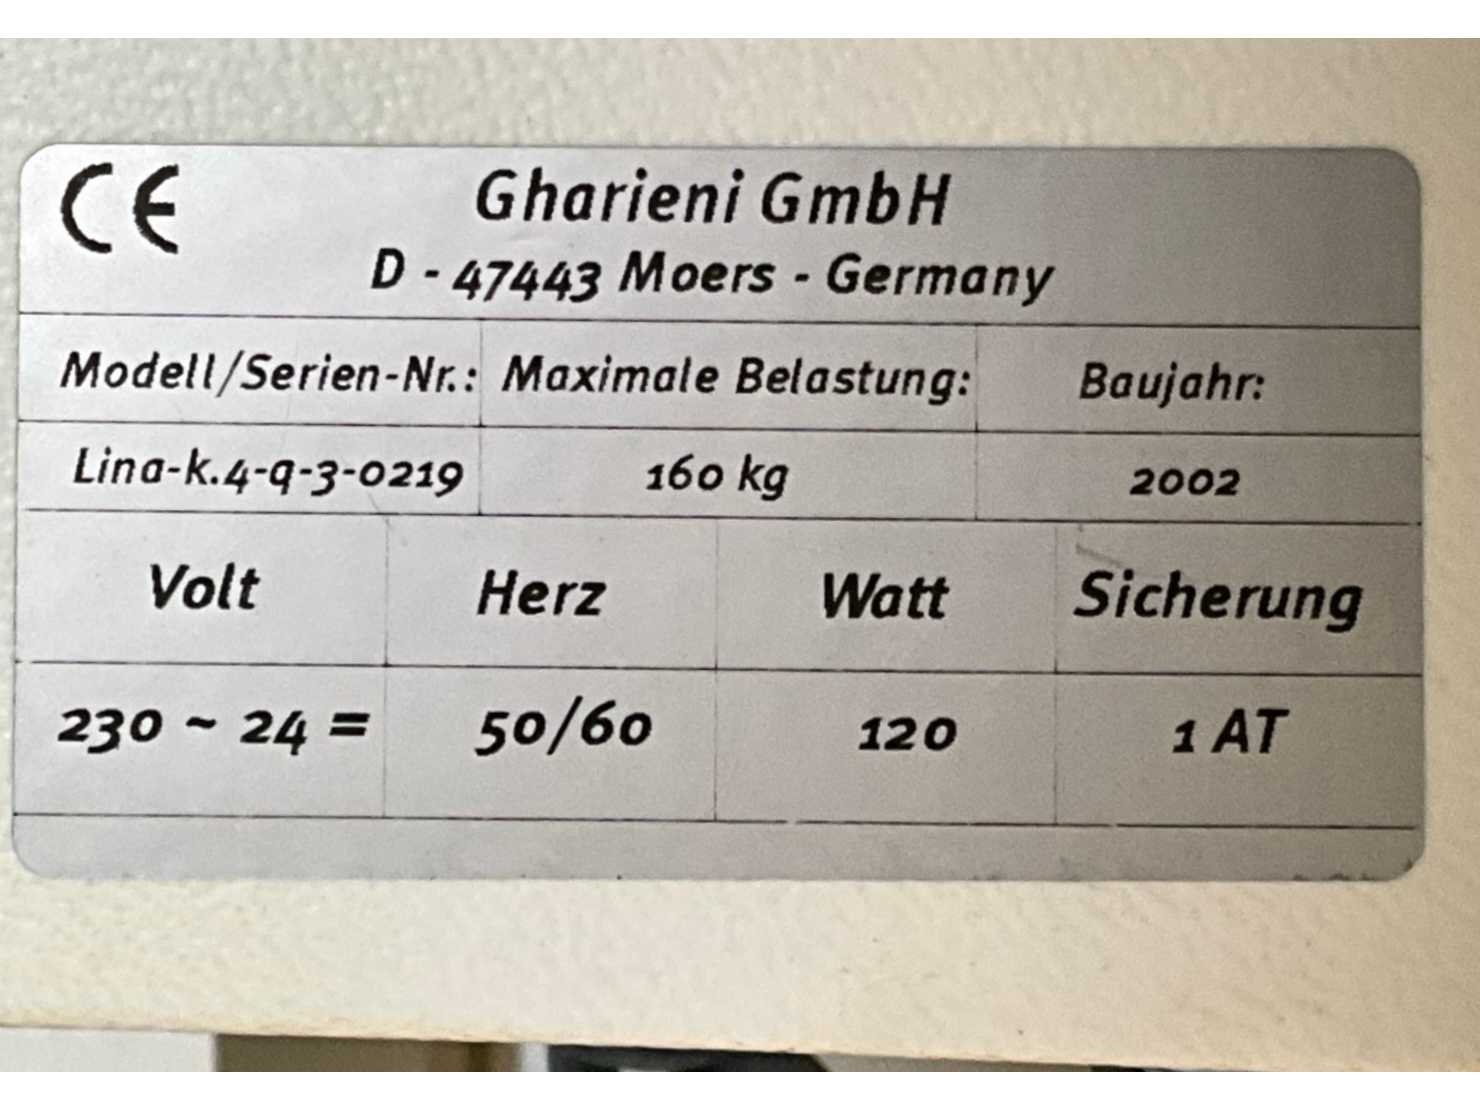 CE
Gharieni GmbH
D - 47443 Moers - Germany
Modell/Serien-Nr.: Maximale Belastung: Baujahr:
Lina-k.4-q-3-0219 160 kg 2002
Volt Herz Watt Sicherung
230 ~ 24 = 50/60 120 1 AT